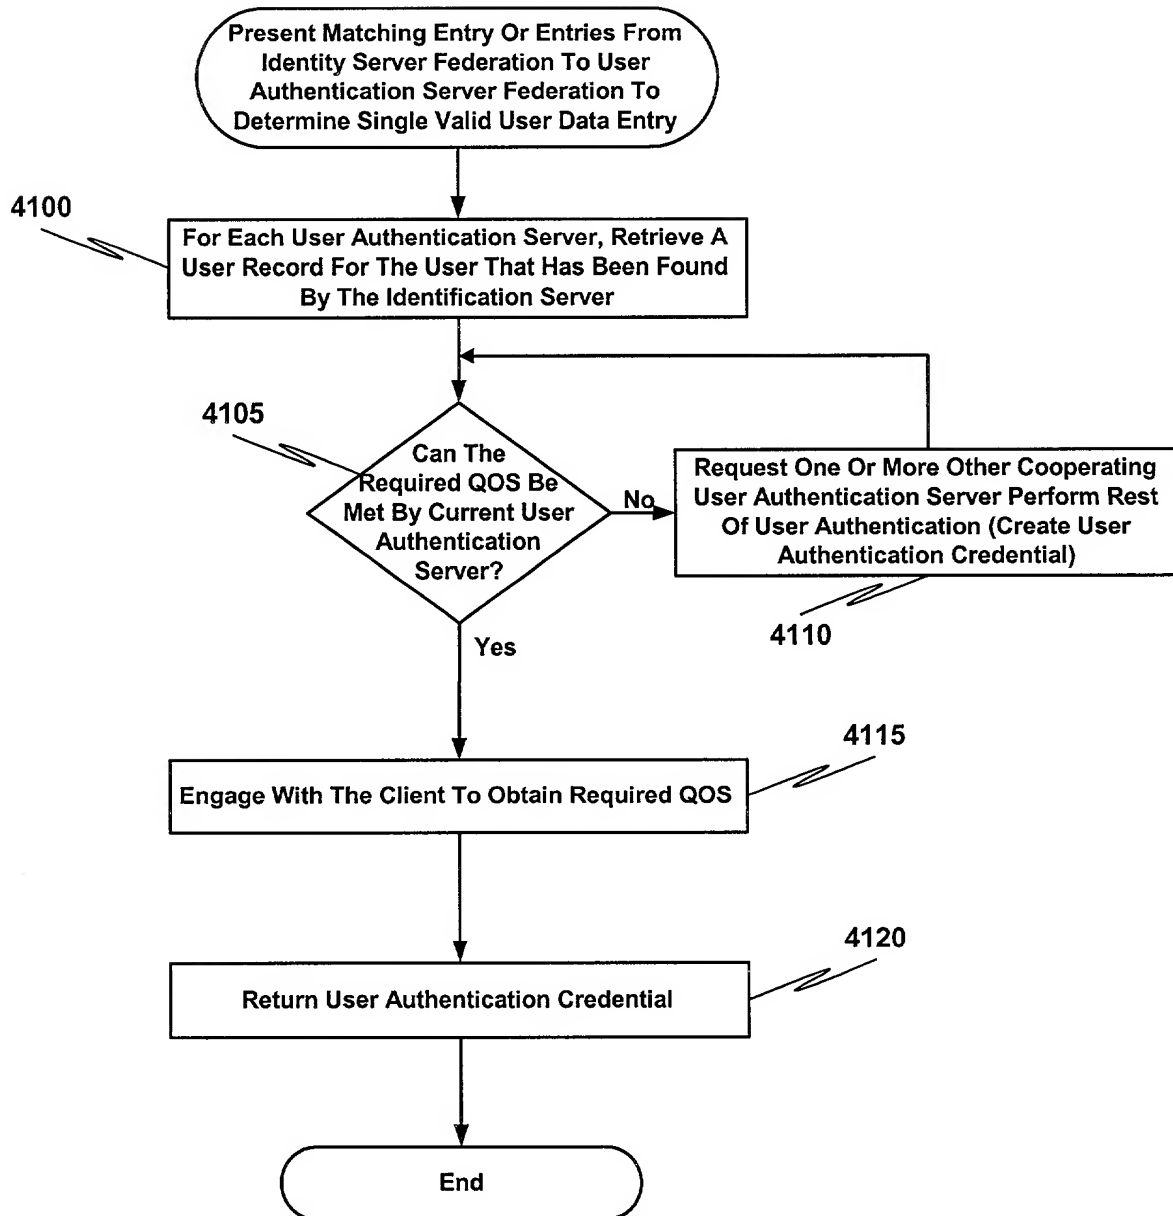 Present Matching Entry Or Entries From
Identity Server Federation To User
Authentication Server Federation To
Determine Single Valid User Data Entry
4100
For Each User Authentication Server, Retrieve A
User Record For The User That Has Been Found
By The Identification Server
4105
Can The
Required QOS Be
Met By Current User
Authentication
Server?
No
Request One Or More Other Cooperating
User Authentication Server Perform Rest
Of User Authentication (Create User
Authentication Credential)
4110
Yes
4115
Engage With The Client To Obtain Required QOS
4120
Return User Authentication Credential
End